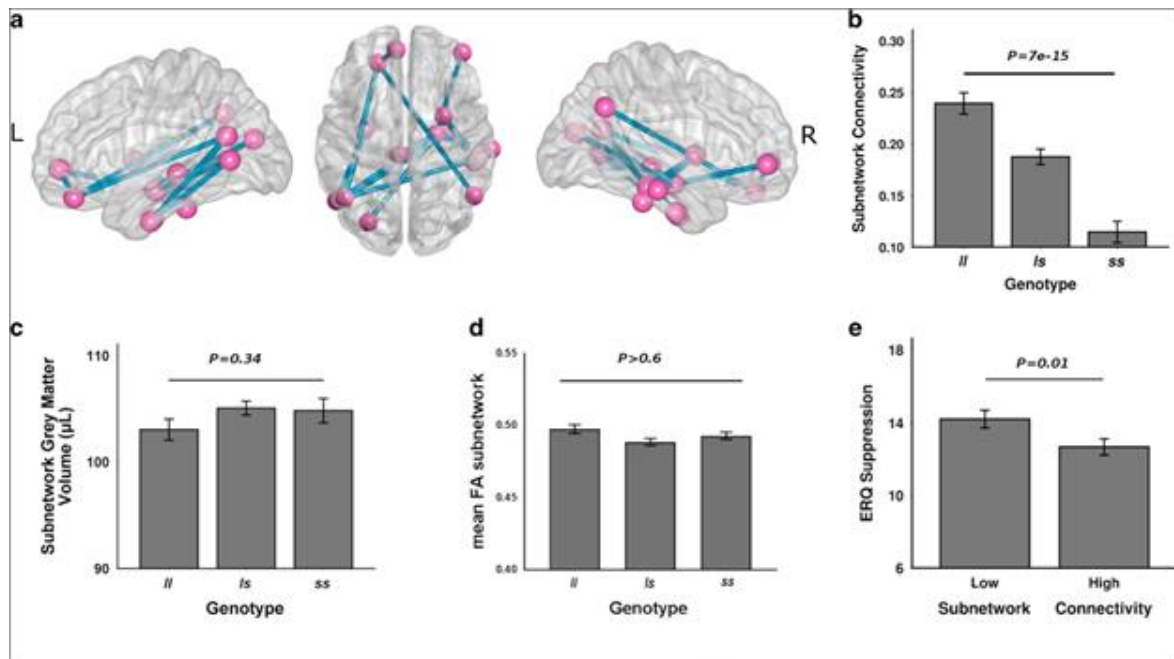 a
L
R
b
Subnetwork Connectivity
0.30
0.25
0.20
0.15
0.10
P=7e-15
ll
ls
ss
Genotype
c
Subnetwork Grey Matter
Volume (µL)
110
100
90
P=0.34
ll
ls
ss
Genotype
d
mean FA subnetwork
0.55
0.50
0.45
0.40
P>0.6
ll
ls
ss
Genotype
e
ERQ Suppression
18
14
10
6
P=0.01
Low
High
Subnetwork
Connectivity